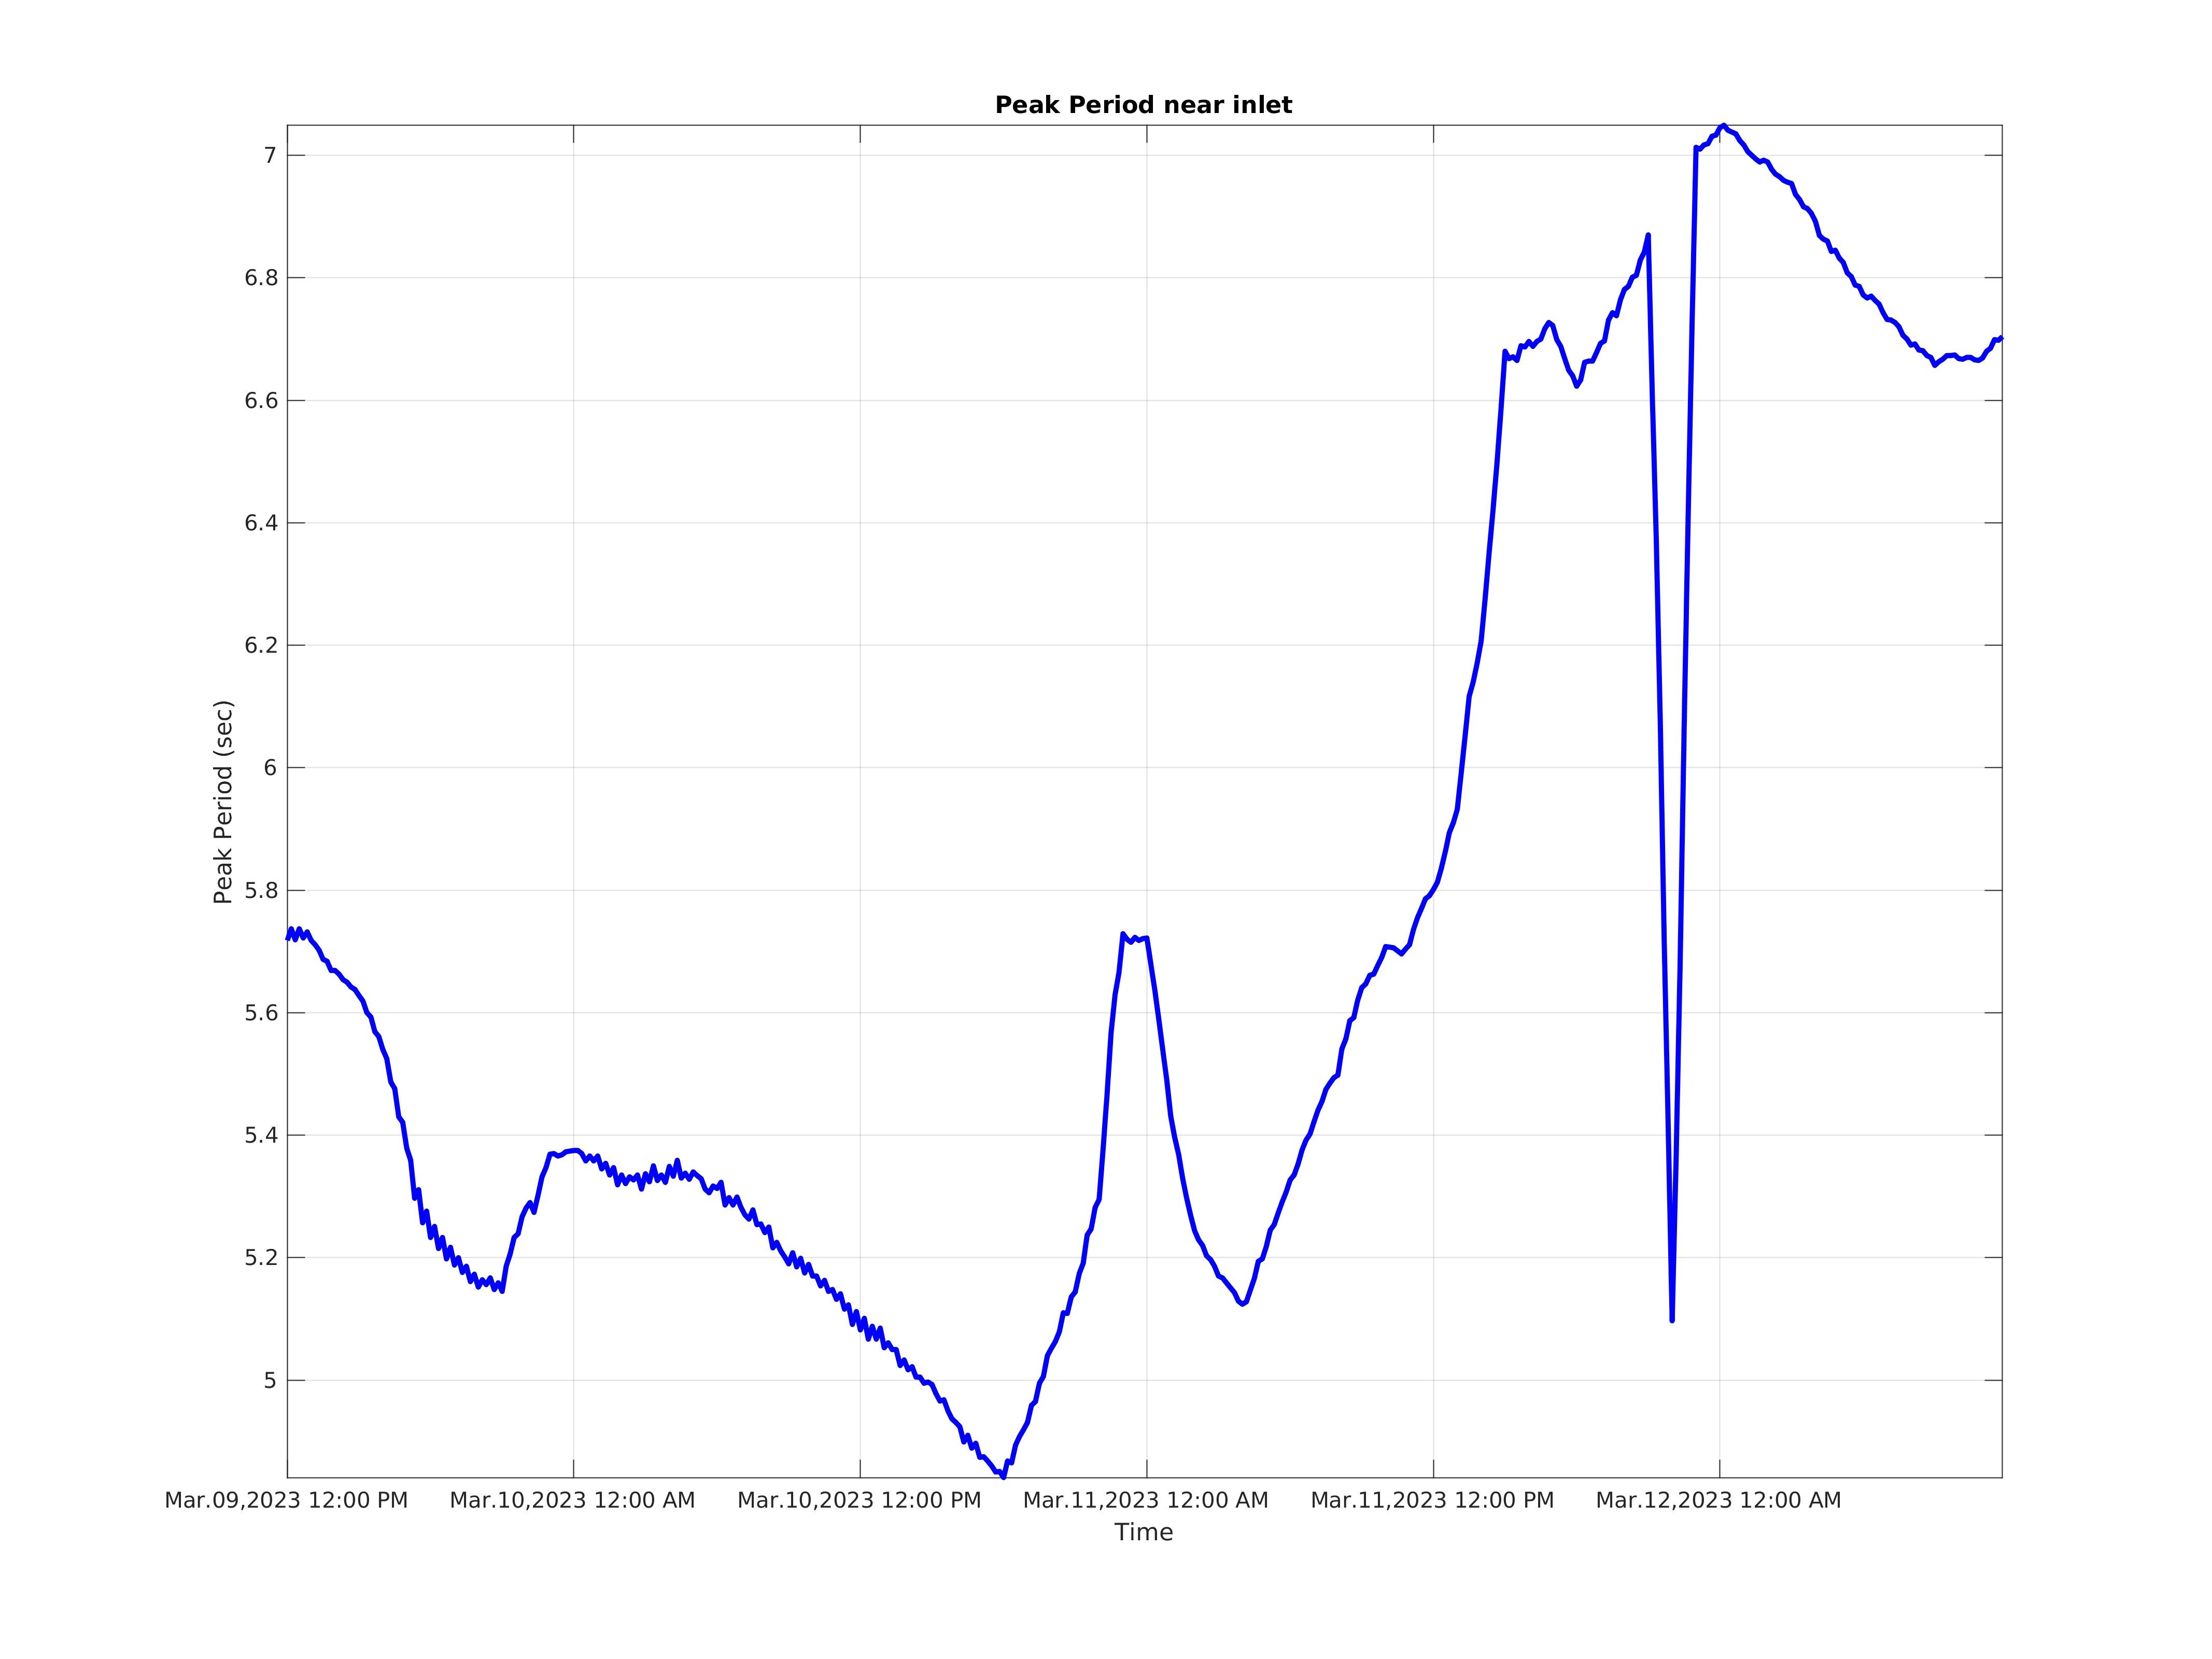 Peak Period near inlet
7
6.8
6.6
6.4
6.2
6
5.8
5.6
5.4
5.2
5
Peak Period (sec)
Mar.09,2023 12:00 PM Mar.10,2023 12:00 AM Mar.10,2023 12:00 PM Mar.11,2023 12:00 AM Mar.11,2023 12:00 PM Mar.12,2023 12:00 AM
Time